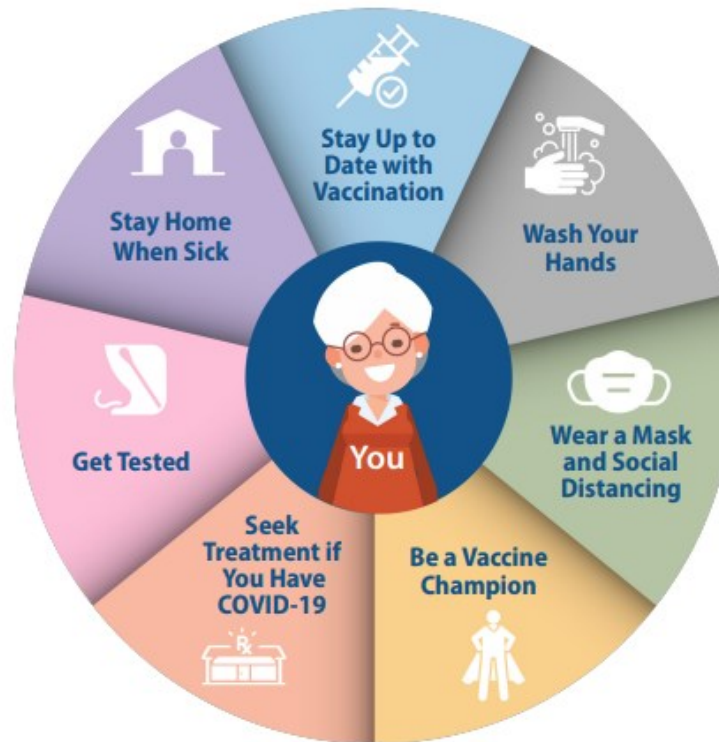 Stay Up to
Date with
Vaccination
Wash Your
Hands
Wear a Mask
and Social
Distancing
Be a Vaccine
Champion
Seek
Treatment if
You Have
COVID-19
Rx
Get Tested
Stay Home
When Sick
You